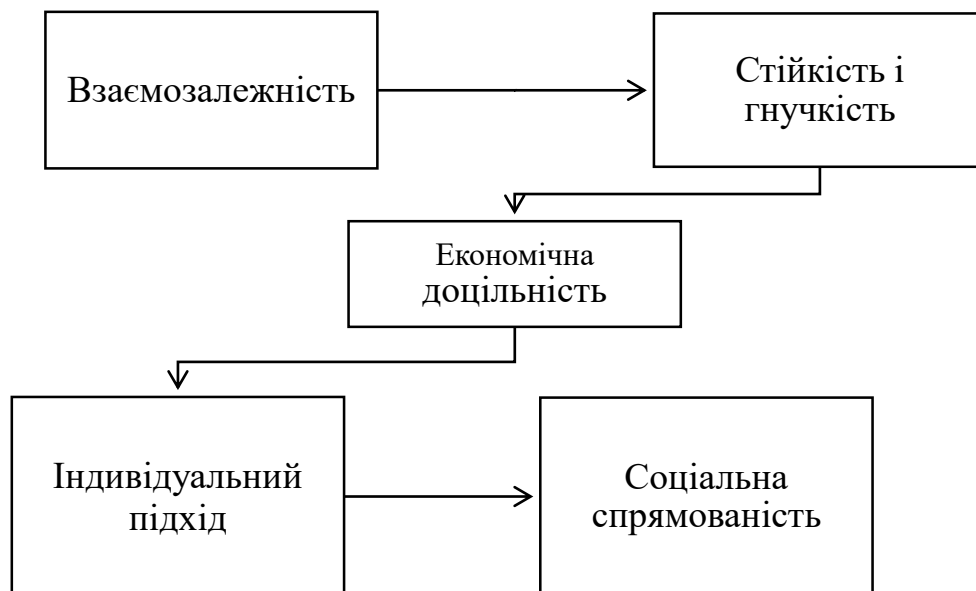 Взаємозалежність
Стійкість і
гнучкість
Економічна
доцільність
Індивідуальний
підхід
Соціальна
спрямованість